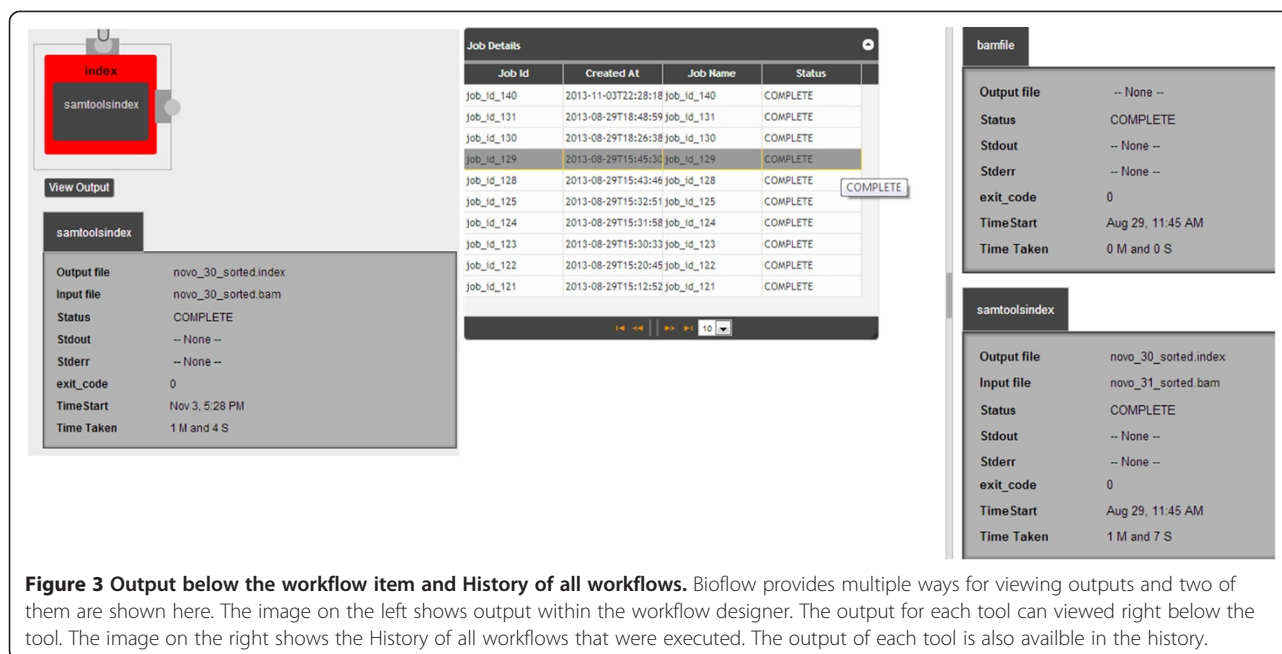 index
samtoolsindex
View Output
samtoolsindex
Output file novo_30_sorted.index
Input file novo_30_sorted.bam
Status COMPLETE
Stdout -- None --
Stderr -- None --
exit_code 0
TimeStart Nov 3, 5:28 PM
Time Taken 1 M and 4 S
Job Details
Job Id Created At Job Name Status
job_id_140 2013-11-03T22:28:18 job_id_140 COMPLETE
job_id_131 2013-08-29T18:48:59 job_id_131 COMPLETE
job_id_130 2013-08-29T18:26:38 job_id_130 COMPLETE
job_id_129 2013-08-29T15:45:30 job_id_129 COMPLETE
job_id_128 2013-08-29T15:43:46 job_id_128 COMPLETE
COMPLETE
job_id_125 2013-08-29T15:32:51 job_id_125 COMPLETE
job_id_124 2013-08-29T15:31:58 job_id_124 COMPLETE
job_id_123 2013-08-29T15:30:33 job_id_123 COMPLETE
job_id_122 2013-08-29T15:20:45 job_id_122 COMPLETE
job_id_121 2013-08-29T15:12:52 job_id_121 COMPLETE
10
bamfile
Output file -- None --
Status COMPLETE
Stdout -- None --
Stderr -- None --
exit_code 0
TimeStart Aug 29, 11:45 AM
Time Taken 0 M and 0 S
samtoolsindex
Output file novo_30_sorted.index
Input file novo_31_sorted.bam
Status COMPLETE
Stdout -- None --
Stderr -- None --
exit_code 0
TimeStart Aug 29, 11:45 AM
Time Taken 1 M and 7 S
Figure 3 Output below the workflow item and History of all workflows. Bioflow provides multiple ways for viewing outputs and two of
them are shown here. The image on the left shows output within the workflow designer. The output for each tool can viewed right below the
tool. The image on the right shows the History of all workflows that were executed. The output of each tool is also availble in the history.